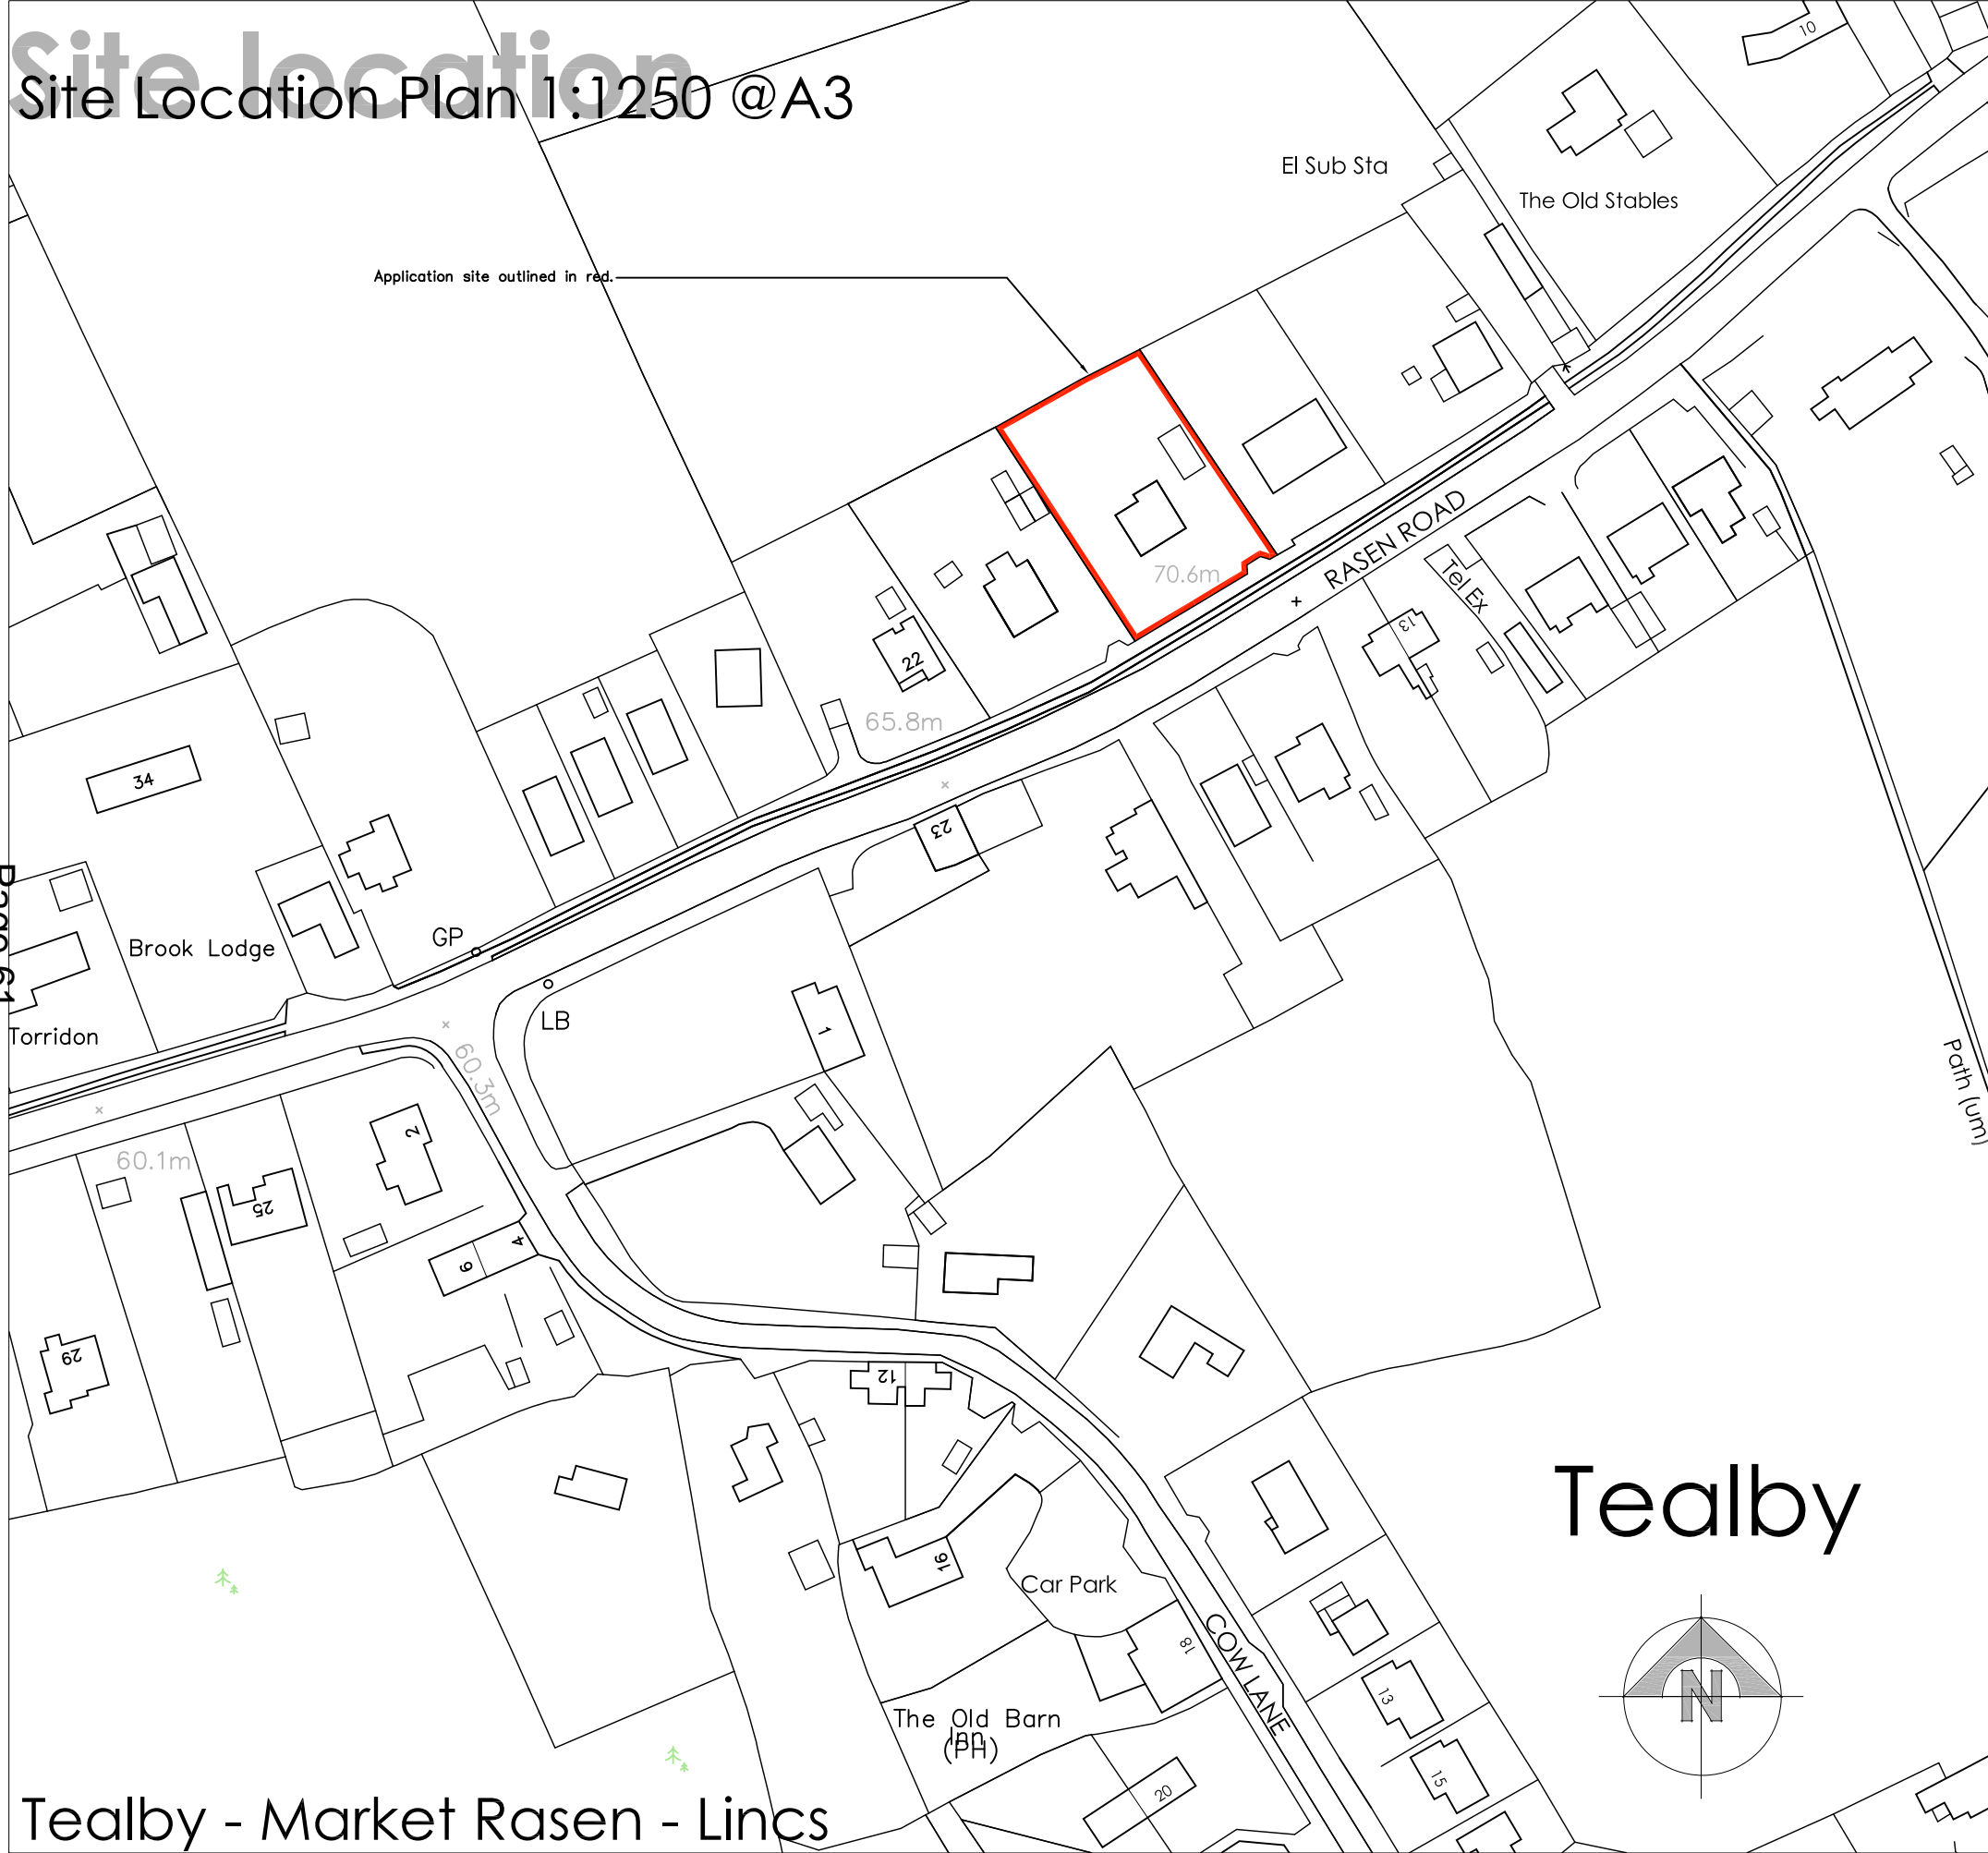 Site location
Site Location Plan 1:1250 @A3
10
El Sub Sta
The Old Stables
Application site outlined in red.
70.6m
RASEN ROAD
Tel Ex
13
22
65.8m
34
23
Page 61
Brook Lodge
GP
LB
1
Torridon
60.3m
Path (um)
2
60.1m
25
4
6
29
12
Tealby
16
Car Park
18
COW LANE
N
The Old Barn
Inn
(PH)
13
15
20
Tealby - Market Rasen - Lincs